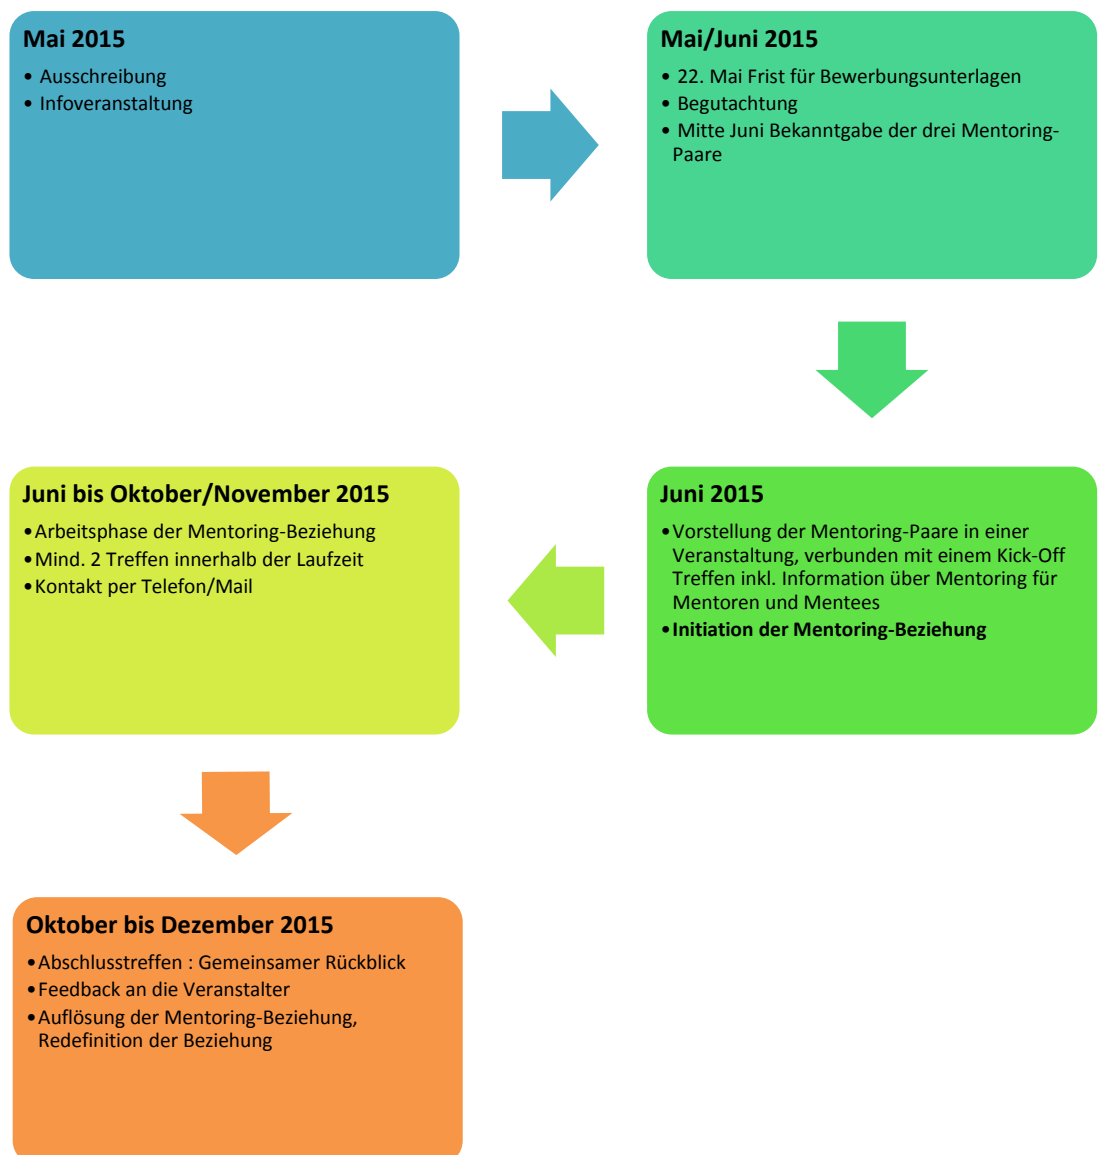 Mai 2015
• Ausschreibung
• Infoveranstaltung
Mai/Juni 2015
• 22. Mai Frist für Bewerbungsunterlagen
• Begutachtung
• Mitte Juni Bekanntgabe der drei Mentoring-
Paare
Juni 2015
•Vorstellung der Mentoring-Paare in einer
Veranstaltung, verbunden mit einem Kick-Off
Treffen inkl. Information über Mentoring für
Mentoren und Mentees
•Initiation der Mentoring-Beziehung
Juni bis Oktober/November 2015
•Arbeitsphase der Mentoring-Beziehung
•Mind. 2 Treffen innerhalb der Laufzeit
•Kontakt per Telefon/Mail
Oktober bis Dezember 2015
•Abschlusstreffen : Gemeinsamer Rückblick
•Feedback an die Veranstalter
•Auflösung der Mentoring-Beziehung,
Redefinition der Beziehung